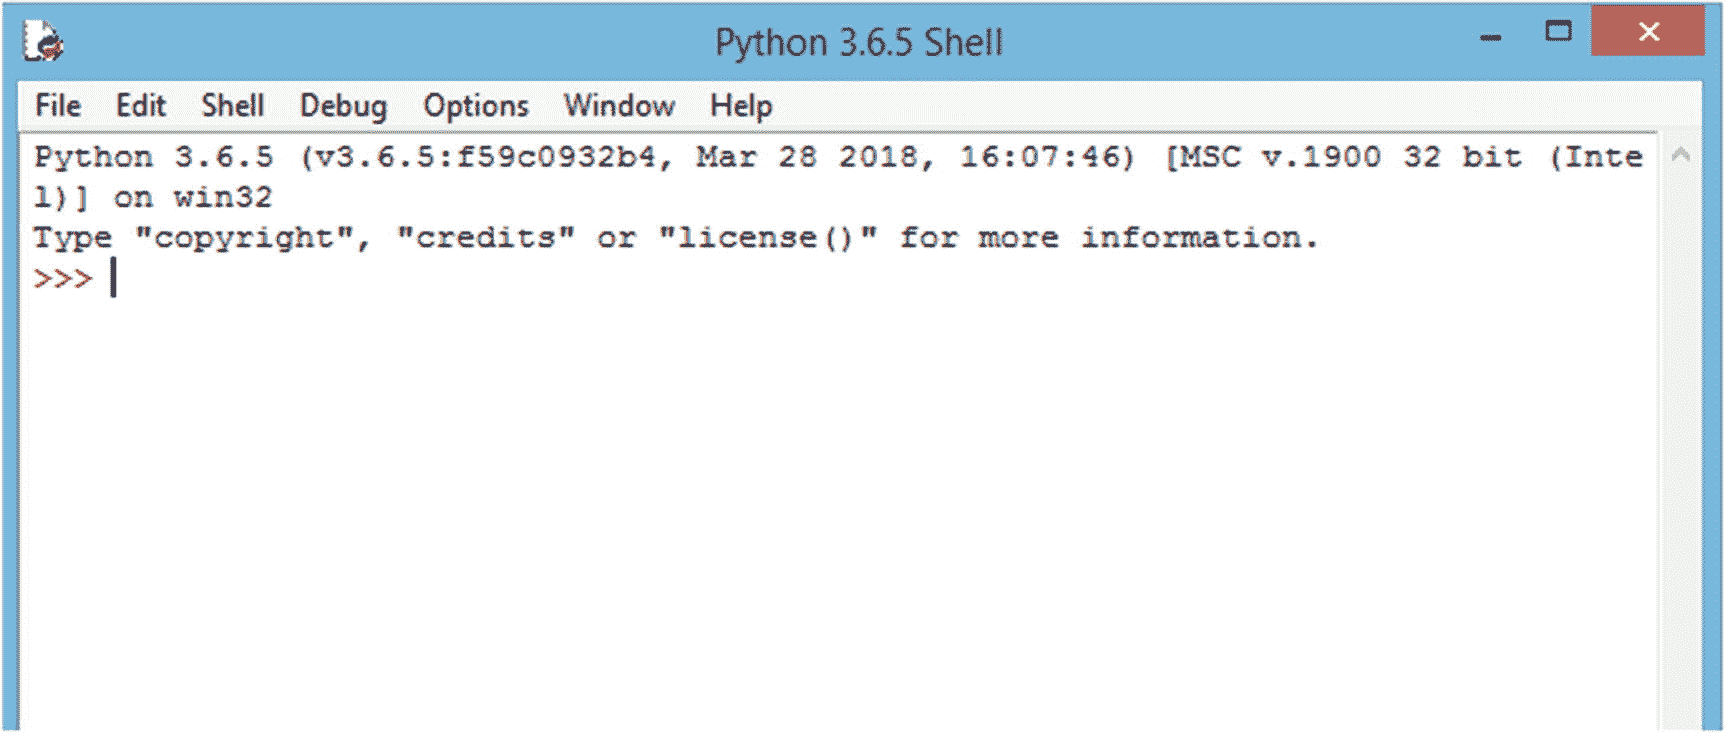 Python 3.6.5 Shell
File Edit Shell Debug Options Window Help
Python 3.6.5 (v3.6.5:f59c0932b4, Mar 28 2018, 16:07:46) [MSC v.1900 32 bit (Inte
l)] on win32
Type "copyright", "credits" or "license()" for more information.
>>>